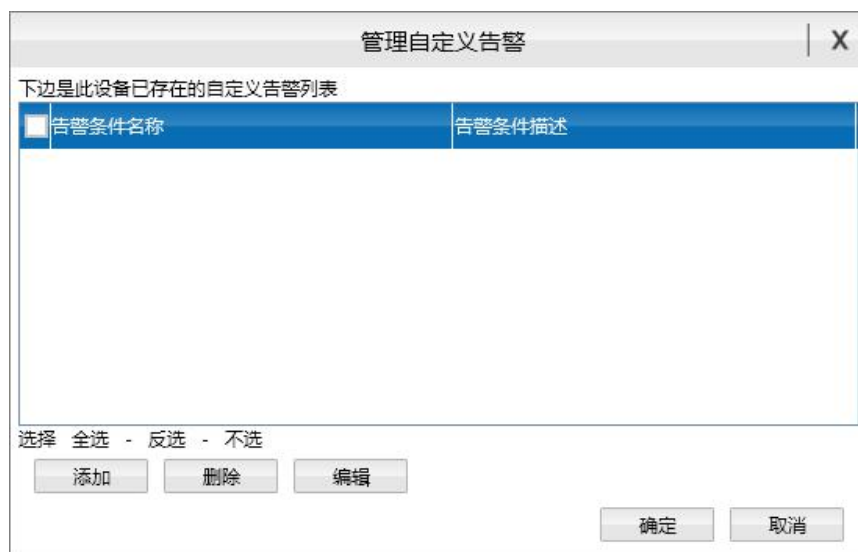 管理自定义告警
X
下边是此设备已存在的自定义告警列表
告警条件名称 告警条件描述
选择 全选 - 反选 - 不选
添加 删除 编辑
确定 取消